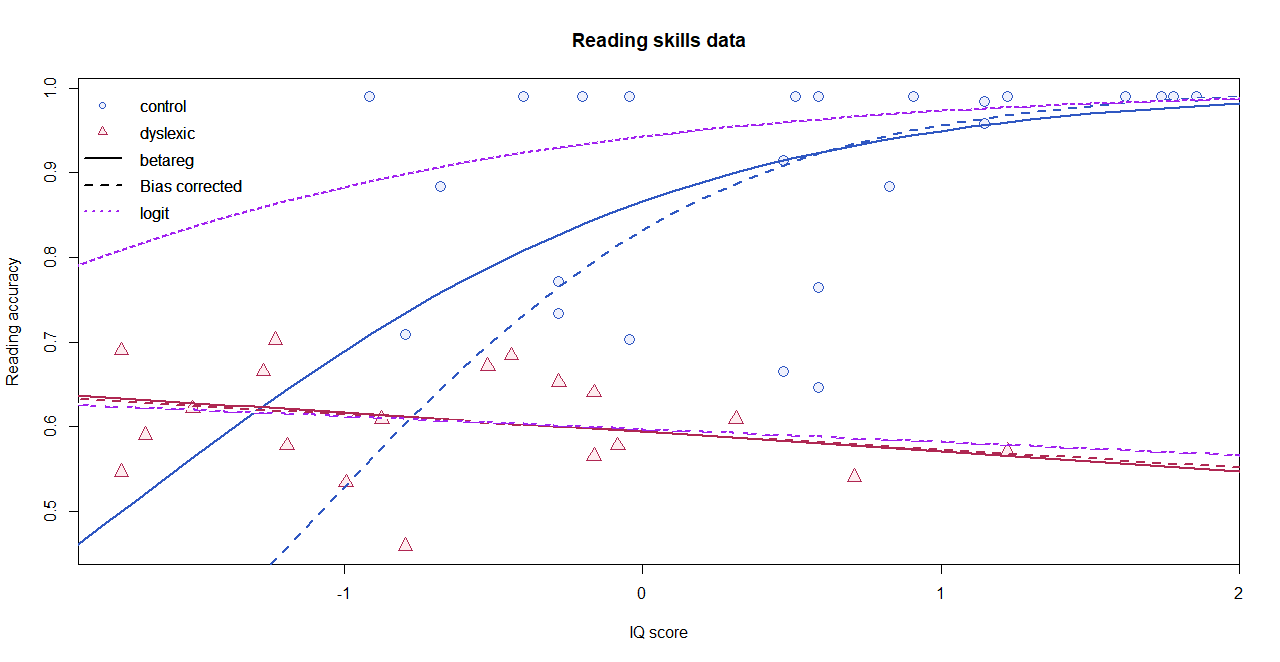 Reading skills data
control
dyslexic
betareg
Bias corrected
logit
Reading accuracy
1.0
0.9
0.8
0.7
0.6
0.5
-1
0
1
2
IQ score